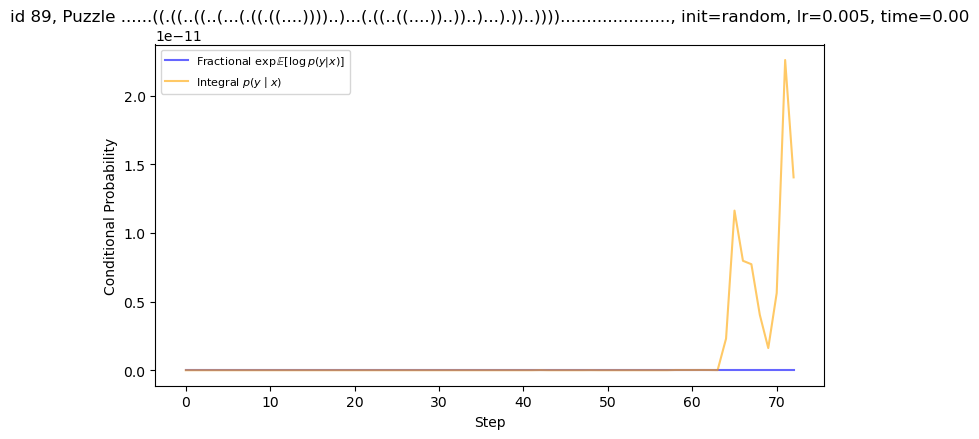 id 89, Puzzle ......((.((..((..(...(.((.((....))))..)...(.((..((....))..))..)...).))..))))....................., init=random, lr=0.005, time=0.00
1e−11
Fractional exp𝔼[log p(y|x)]
Integral p(y | x)
2.0
1.5
1.0
0.5
0.0
Conditional Probability
0 10 20 30 40 50 60 70
Step